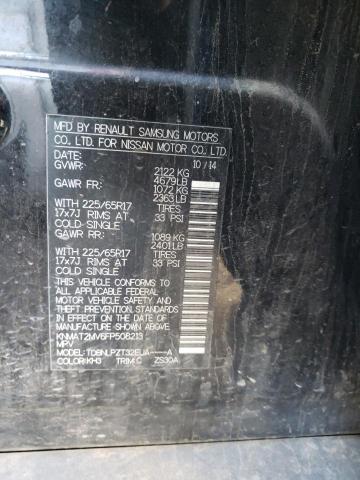 MFD BY RENAULT SAMSUNG MOTORS
CO. LTD. FOR NISSAN MOTOR CO., LTD.
DATE: 10/14
GVWR: 2122 KG
4679 LB
GAWR FR: 1072 KG
2363 LB
WITH 225/65R17 TIRES
17x7J RIMS AT 33 PSI
COLD SINGLE
GAWR RR: 1089 KG
2401 LB
WITH 225/65R17 TIRES
17x7J RIMS AT 33 PSI
COLD SINGLE
THIS VEHICLE CONFORMS TO
ALL APPLICABLE FEDERAL
MOTOR VEHICLE SAFETY AND
THEFT PREVENTION STANDARDS
IN EFFECT ON THE DATE OF
MANUFACTURE SHOWN ABOVE.
KNMAT2MV6FP508213
MPV
MODEL: TDBNLPZT32EUA-----A
COLOR: KH3 TRIM: C ZS30A